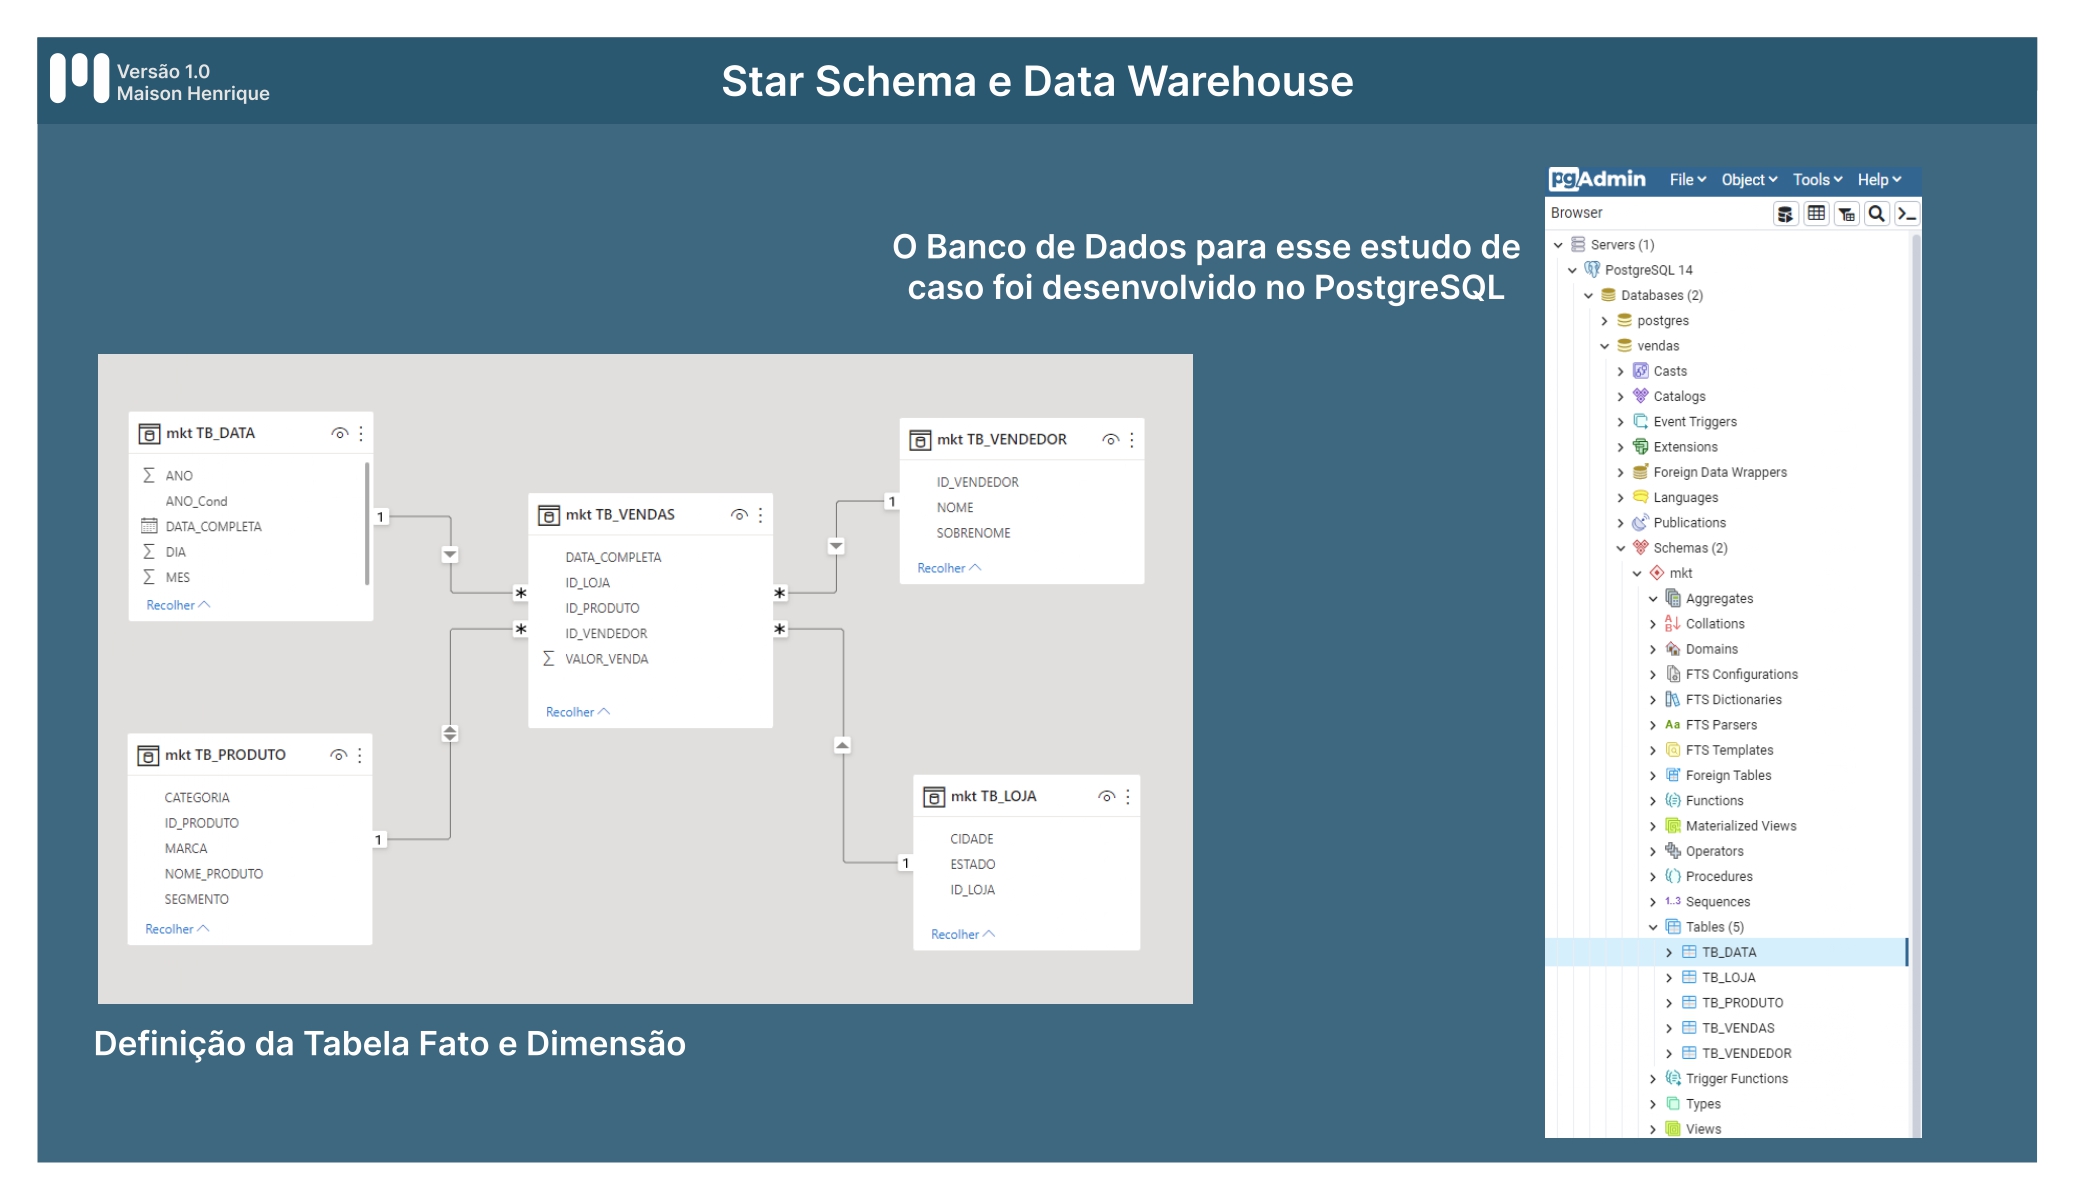 Versão 1.0
Maison Henrique
Star Schema e Data Warehouse
O Banco de Dados para esse estudo de
caso foi desenvolvido no PostgreSQL
mkt TB_DATA
ANO
ANO_Cond
DATA_COMPLETA
DIA
MES
Recolher
1
*
mkt TB_VENDAS
DATA_COMPLETA
ID_LOJA
ID_PRODUTO
ID_VENDEDOR
VALOR_VENDA
Recolher
*
*
*
mkt TB_VENDEDOR
ID_VENDEDOR
NOME
SOBRENOME
Recolher
1
mkt TB_PRODUTO
CATEGORIA
ID_PRODUTO
MARCA
NOME_PRODUTO
SEGMENTO
Recolher
1
mkt TB_LOJA
CIDADE
ESTADO
ID_LOJA
Recolher
1
Definição da Tabela Fato e Dimensão
pgAdmin File Object Tools Help
Browser
Servers (1)
PostgreSQL 14
Databases (2)
postgres
vendas
Casts
Catalogs
Event Triggers
Extensions
Foreign Data Wrappers
Languages
Publications
Schemas (2)
mkt
Aggregates
Collations
Domains
FTS Configurations
FTS Dictionaries
Aa FTS Parsers
FTS Templates
Foreign Tables
Functions
Materialized Views
Operators
Procedures
1..3 Sequences
Tables (5)
TB_DATA
TB_LOJA
TB_PRODUTO
TB_VENDAS
TB_VENDEDOR
Trigger Functions
Types
Views